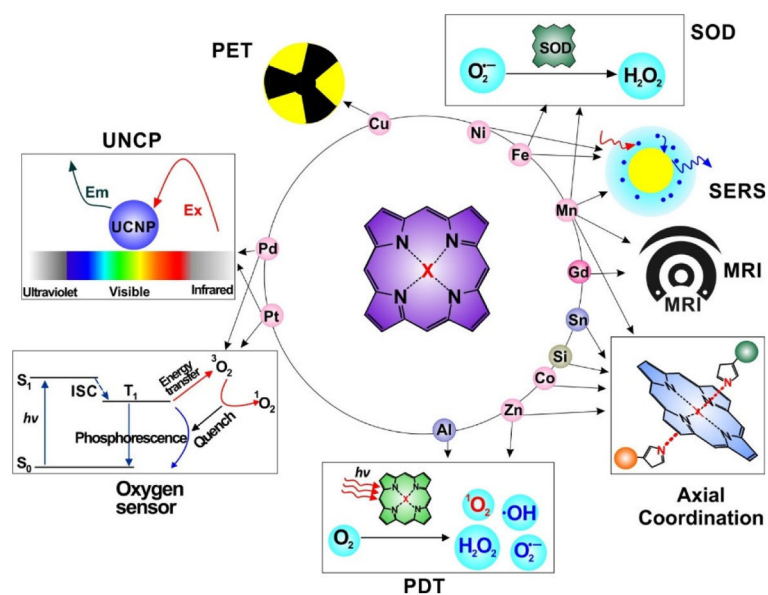 PET
SOD
SOD
O₂•−
H₂O₂
Cu
Ni
Fe
UNCP
Em
UCNP
Ex
Ultraviolet Visible Infrared
SERS
Mn
N N
X
N N
Pd
Pt
Gd
MRI
MRI
Sn
Si
Co
Zn
Al
S₁
ISC
T₁
Energy
transfer
³O₂
¹O₂
hν
Phosphorescence
Quench
S₀
Oxygen
sensor
N
N N
X
N N
N
Axial
Coordination
hν
N N
X
N N
O₂
¹O₂
·OH
H₂O₂
O₂•−
PDT